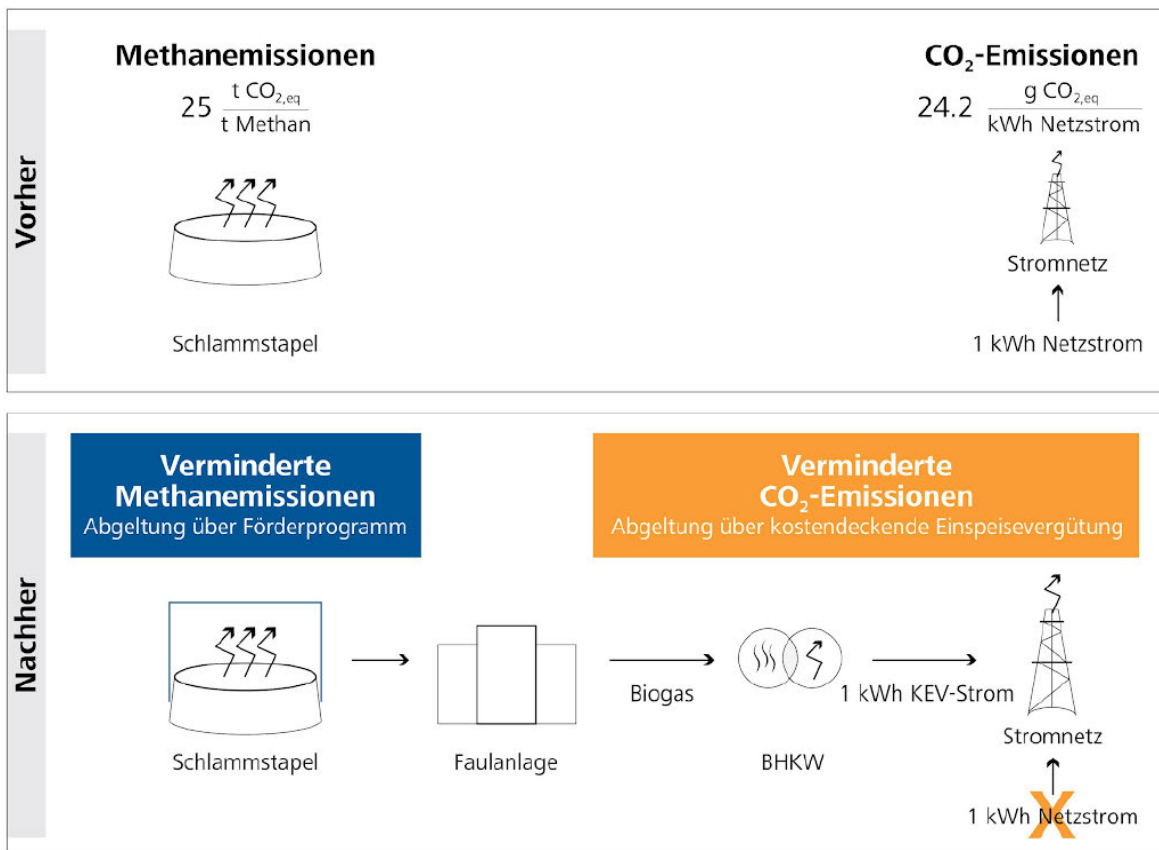 Vorher
Methanemissionen
25 t CO2,eq
t Methan
Schlammstapel
CO2-Emissionen
24.2 g CO2,eq
kWh Netzstrom
Stromnetz
1 kWh Netzstrom
Nachher
Verminderte
Methanemissionen
Abgeltung über Förderprogramm
Verminderte
CO2-Emissionen
Abgeltung über kostendeckende Einspeisevergütung
Schlammstapel
Faulanlage
Biogas
BHKW
1 kWh KEV-Strom
Stromnetz
1 kWh Netzstrom